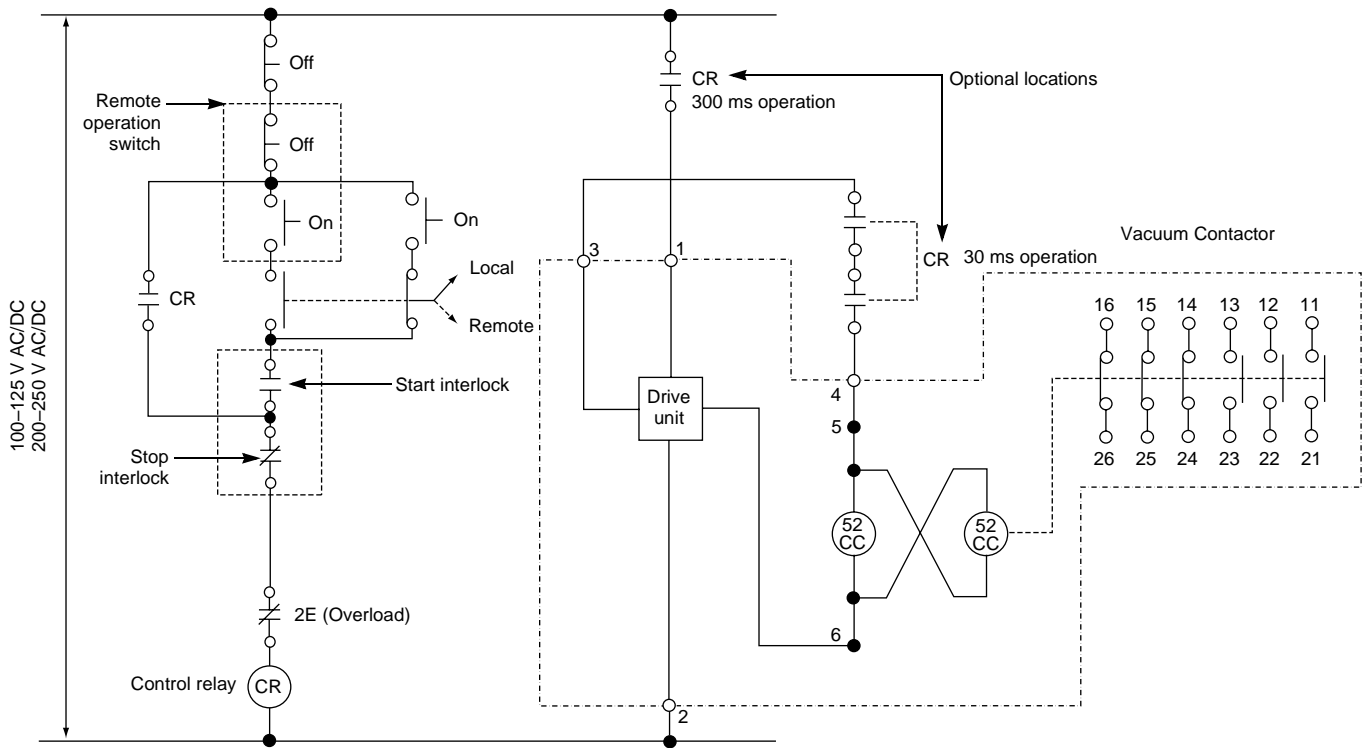 Off
CR
300 ms operation
Optional locations
Remote
operation
switch
Off
On
On
3
1
CR 30 ms operation
Vacuum Contactor
Local
Remote
CR
16
15
14
13
12
11
100–125 V AC/DC
200–250 V AC/DC
Start interlock
Drive
unit
4
5
Stop
interlock
26
25
24
23
22
21
52
CC
52
CC
2E (Overload)
6
Control relay
CR
2